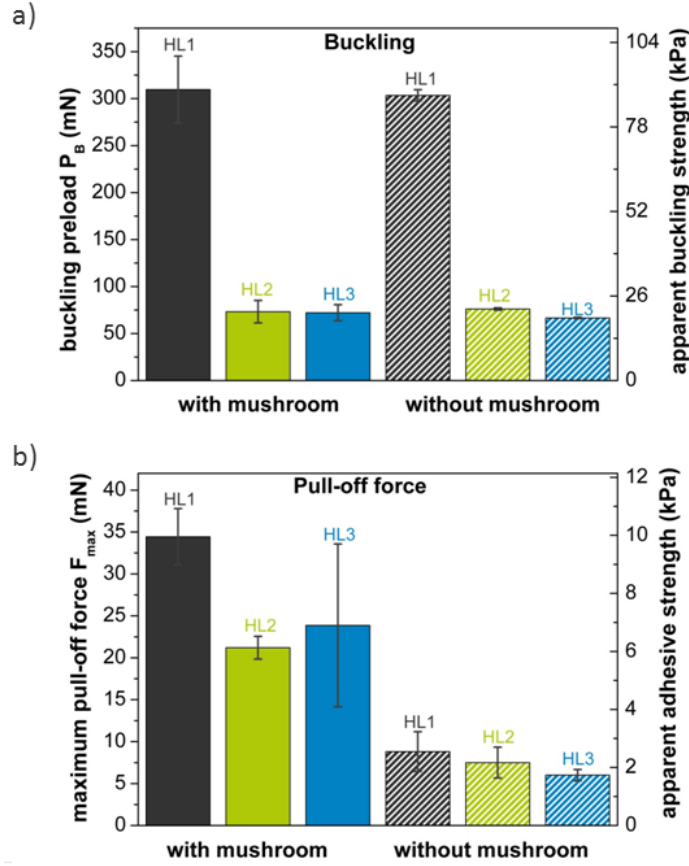 a)
Buckling
buckling preload P_B (mN)
apparent buckling strength (kPa)
350
300
250
200
150
100
50
0
104
78
52
26
0
HL1
HL2
HL3
HL1
HL2
HL3
with mushroom
without mushroom
b)
Pull-off force
maximum pull-off force F_max (mN)
apparent adhesive strength (kPa)
40
35
30
25
20
15
10
5
0
12
10
8
6
4
2
0
HL1
HL2
HL3
HL1
HL2
HL3
with mushroom
without mushroom